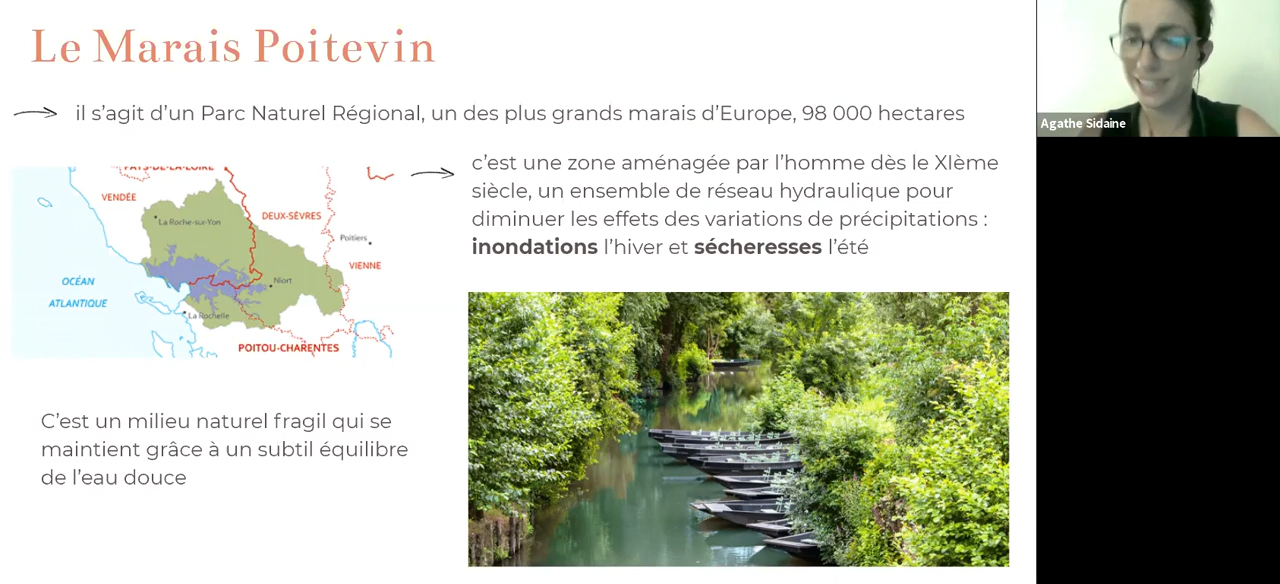 Le Marais Poitevin
il s'agit d'un Parc Naturel Régional, un des plus grands marais d'Europe, 98 000 hectares
Agathe Sidaine
c'est une zone aménagée par l'homme dès le XIème
siècle, un ensemble de réseau hydraulique pour
diminuer les effets des variations de précipitations :
inondations l'hiver et sécheresses l'été
PAYS-DE-LA-LOIRE
VENDÉE
La Roche-sur-Yon
DEUX-SÈVRES
Poitiers
VIENNE
OCÉAN
ATLANTIQUE
Niort
La Rochelle
POITOU-CHARENTES
C'est un milieu naturel fragil qui se
maintient grâce à un subtil équilibre
de l'eau douce